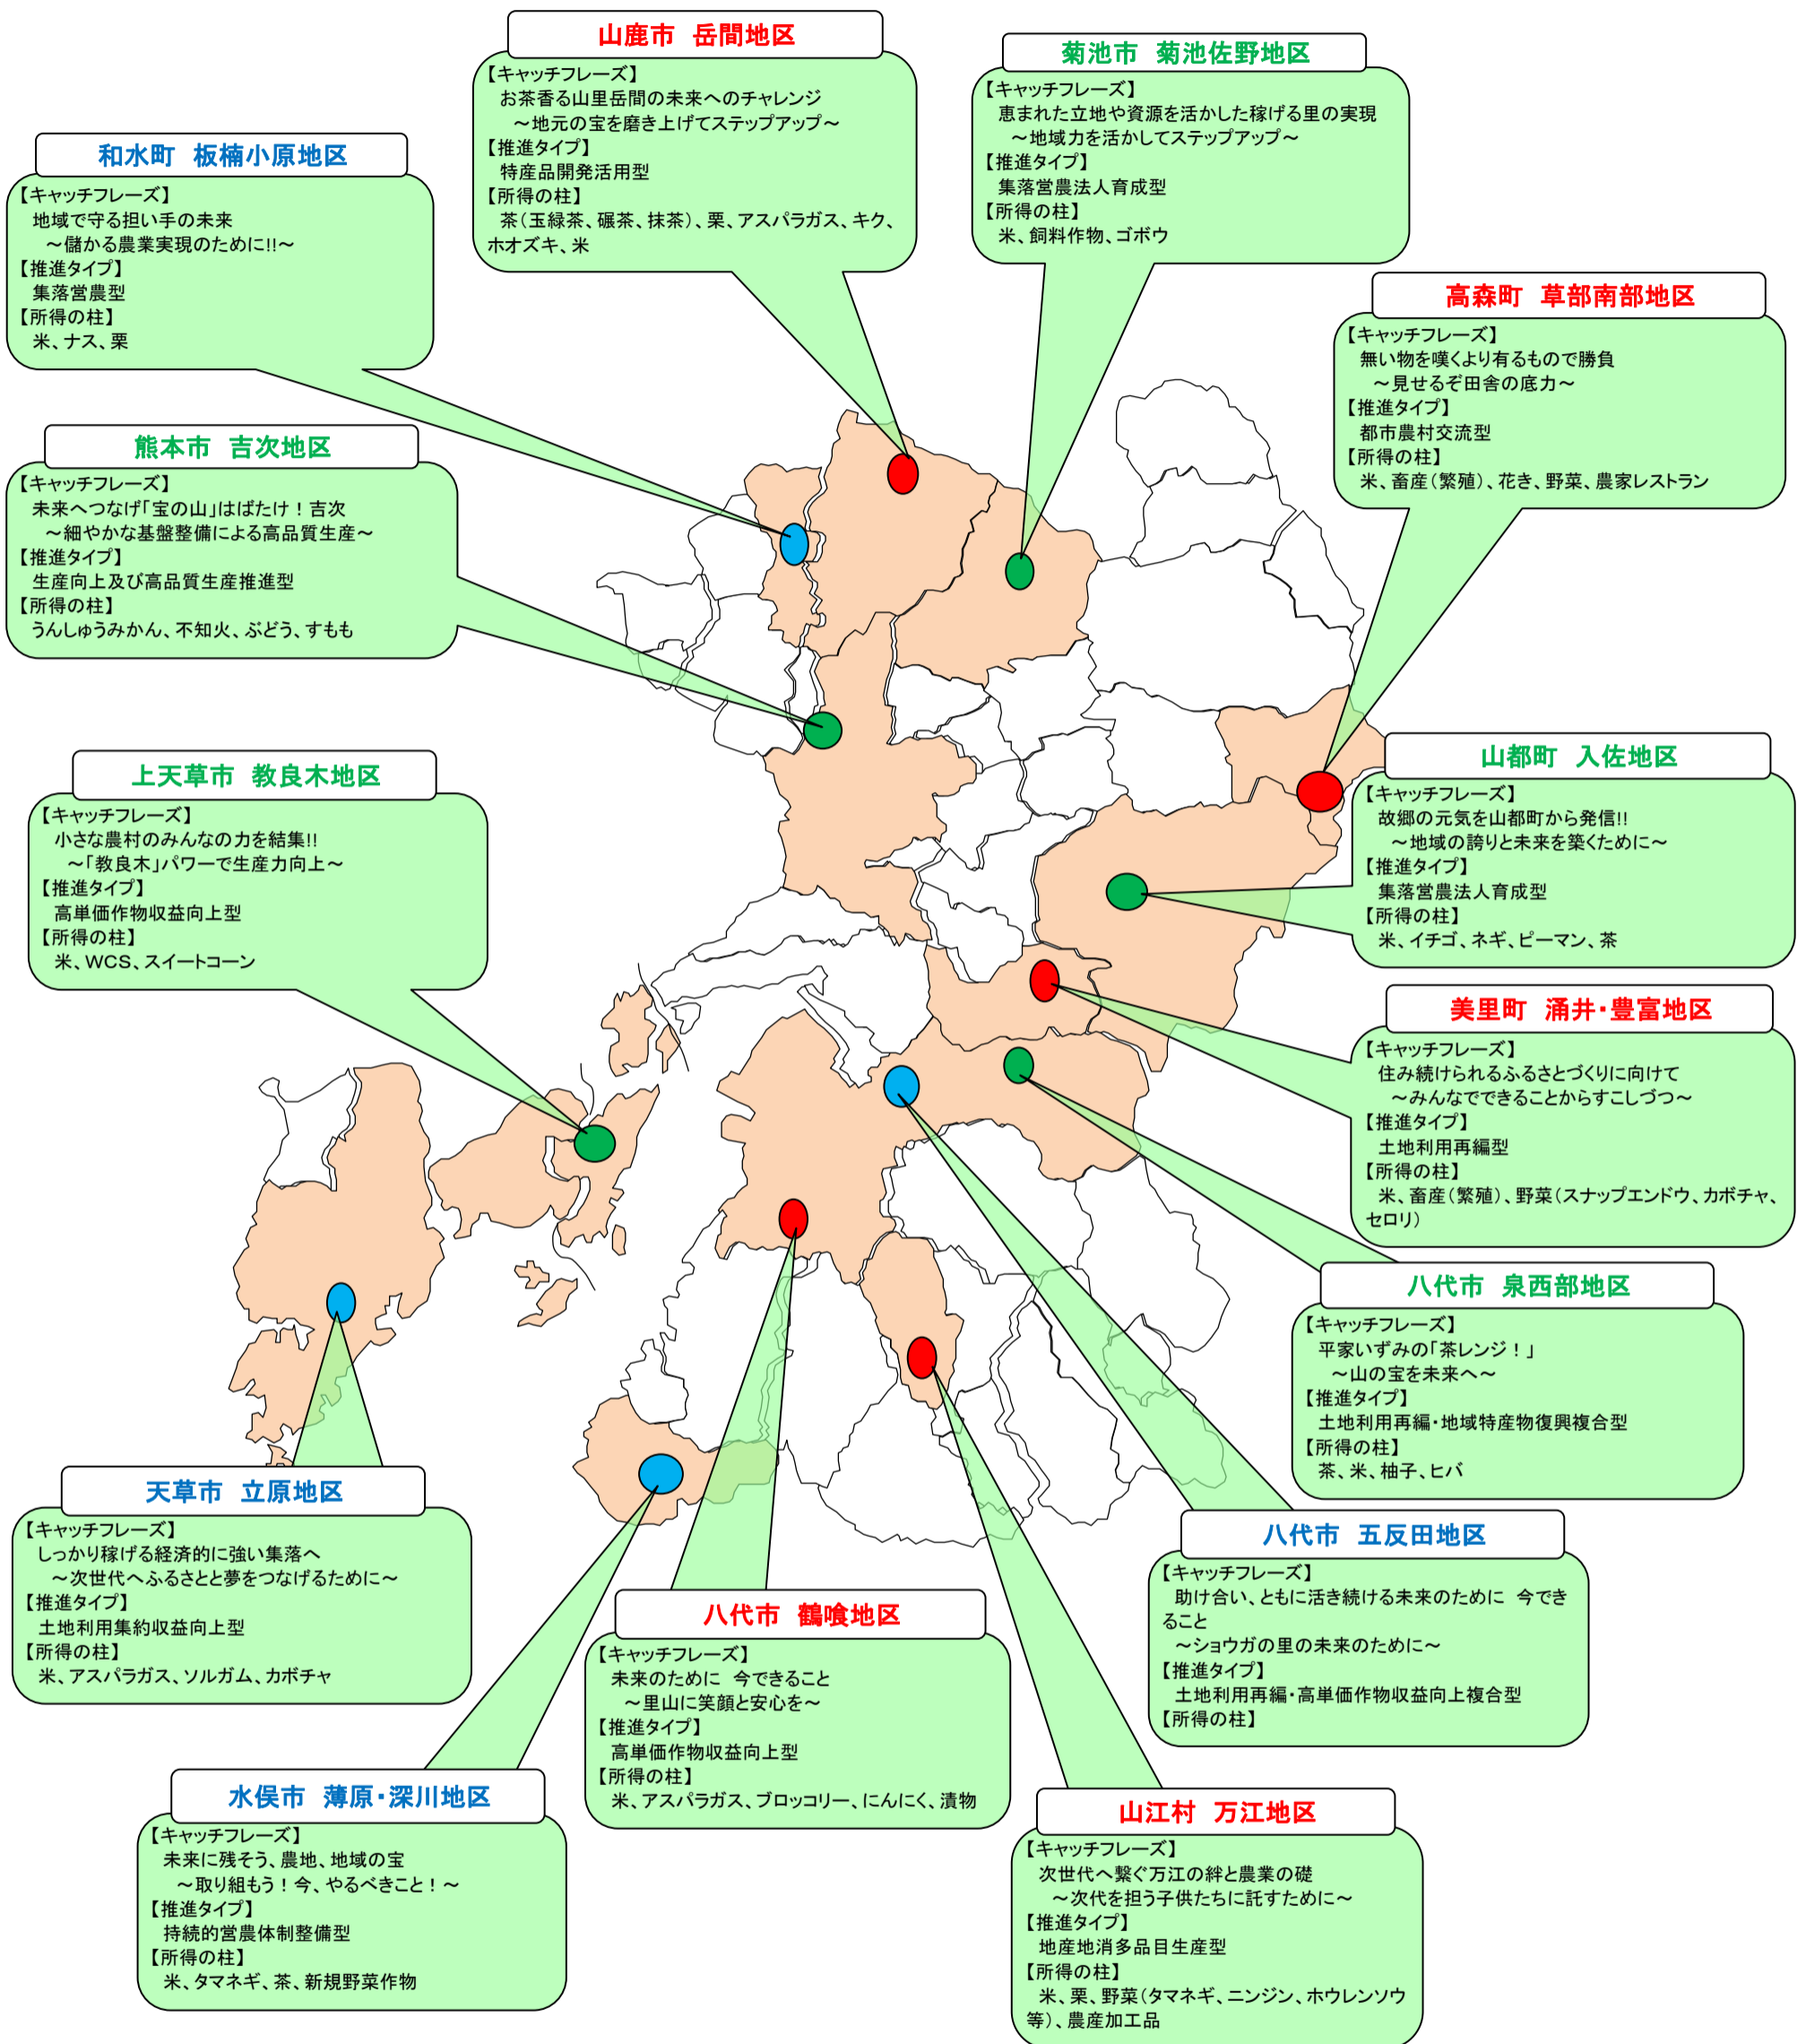 山鹿市　岳間地区
【キャッチフレーズ】
お茶香る山里岳間の未来へのチャレンジ
～地元の宝を磨き上げてステップアップ～
【推進タイプ】
特産品開発活用型
【所得の柱】
茶（玉緑茶、碾茶、抹茶）、栗、アスパラガス、キク、
ホオズキ、米
菊池市　菊池佐野地区
【キャッチフレーズ】
恵まれた立地や資源を活かした稼げる里の実現
～地域力を活かしてステップアップ～
【推進タイプ】
集落営農法人育成型
【所得の柱】
米、飼料作物、ゴボウ
和水町　板楠小原地区
【キャッチフレーズ】
地域で守る担い手の未来
～儲かる農業実現のために!!～
【推進タイプ】
集落営農型
【所得の柱】
米、ナス、栗
高森町　草部南部地区
【キャッチフレーズ】
無い物を嘆くより有るもので勝負
～見せるぞ田舎の底力～
【推進タイプ】
都市農村交流型
【所得の柱】
米、畜産（繁殖）、花き、野菜、農家レストラン
熊本市　吉次地区
【キャッチフレーズ】
未来へつなげ「宝の山」はばたけ！吉次
～細やかな基盤整備による高品質生産～
【推進タイプ】
生産向上及び高品質生産推進型
【所得の柱】
うんしゅうみかん、不知火、ぶどう、すもも
山都町　入佐地区
【キャッチフレーズ】
故郷の元気を山都町から発信!!
～地域の誇りと未来を築くために～
【推進タイプ】
集落営農法人育成型
【所得の柱】
米、イチゴ、ネギ、ピーマン、茶
上天草市　教良木地区
【キャッチフレーズ】
小さな農村のみんなの力を結集!!
～「教良木」パワーで生産力向上～
【推進タイプ】
高単価作物収益向上型
【所得の柱】
米、WCS、スイートコーン
美里町　涌井・豊富地区
【キャッチフレーズ】
住み続けられるふるさとづくりに向けて
～みんなでできることからすこしづつ～
【推進タイプ】
土地利用再編型
【所得の柱】
米、畜産（繁殖）、野菜（スナップエンドウ、カボチャ、
セロリ）
八代市　泉西部地区
【キャッチフレーズ】
平家いずみの「茶レンジ！」
～山の宝を未来へ～
【推進タイプ】
土地利用再編・地域特産物復興複合型
【所得の柱】
茶、米、柚子、ヒバ
天草市　立原地区
【キャッチフレーズ】
しっかり稼げる経済的に強い集落へ
～次世代へふるさとと夢をつなげるために～
【推進タイプ】
土地利用集約収益向上型
【所得の柱】
米、アスパラガス、ソルガム、カボチャ
八代市　五反田地区
【キャッチフレーズ】
助け合い、ともに活き続ける未来のために　今でき
ること
～ショウガの里の未来のために～
【推進タイプ】
土地利用再編・高単価作物収益向上複合型
【所得の柱】
八代市　鶴喰地区
【キャッチフレーズ】
未来のために　今できること
～里山に笑顔と安心を～
【推進タイプ】
高単価作物収益向上型
【所得の柱】
米、アスパラガス、ブロッコリー、にんにく、漬物
水俣市　薄原・深川地区
【キャッチフレーズ】
未来に残そう、農地、地域の宝
～取り組もう！今、やるべきこと！～
【推進タイプ】
持続的営農体制整備型
【所得の柱】
米、タマネギ、茶、新規野菜作物
山江村　万江地区
【キャッチフレーズ】
次世代へ繋ぐ万江の絆と農業の礎
～次代を担う子供たちに託すために～
【推進タイプ】
地産地消多品目生産型
【所得の柱】
米、栗、野菜（タマネギ、ニンジン、ホウレンソウ
等）、農産加工品